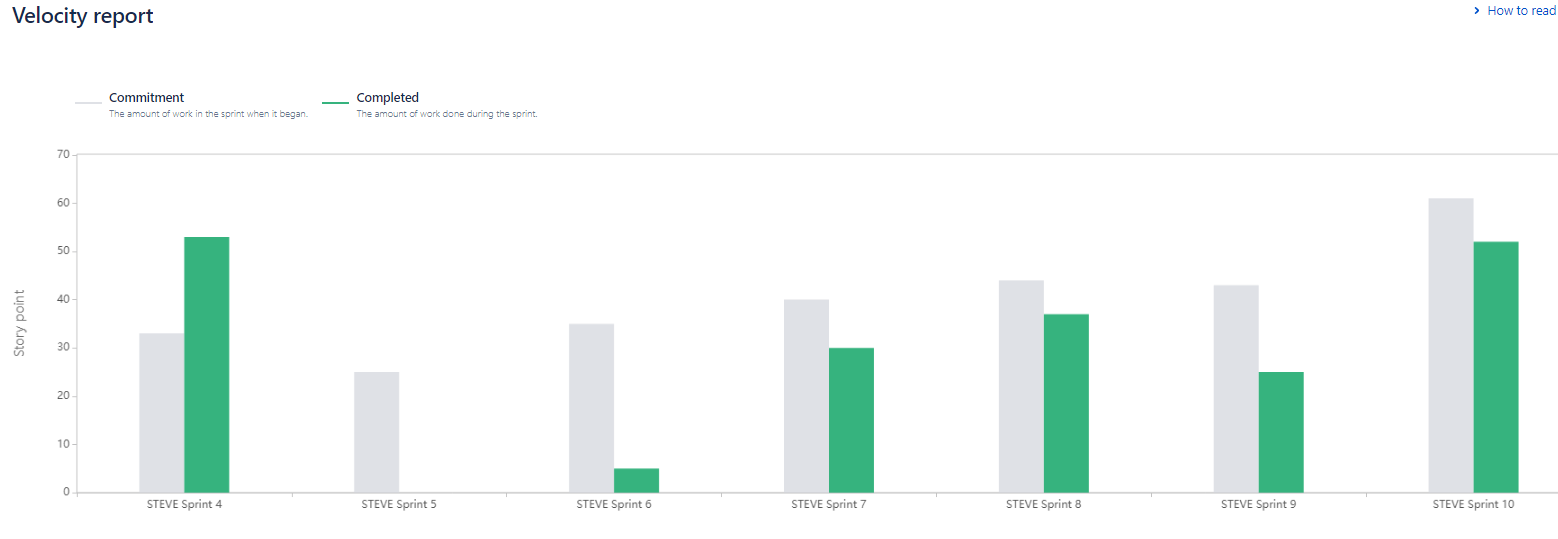 Velocity report
How to read
Commitment
The amount of work in the sprint when it began.
Completed
The amount of work done during the sprint.
70
60
50
40
30
20
10
0
Story point
STEVE Sprint 4
STEVE Sprint 5
STEVE Sprint 6
STEVE Sprint 7
STEVE Sprint 8
STEVE Sprint 9
STEVE Sprint 10